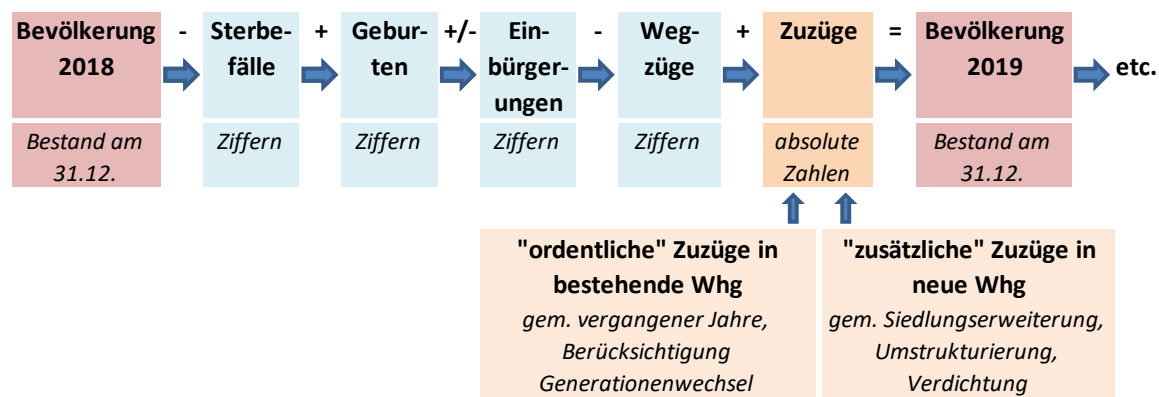 Bevölkerung - Sterbe- + Gebur- +/- Ein- - Weg- + Zuzüge = Bevölkerung
2018 fälle ten bürger- züge 2019 etc.
ungen
Bestand am Ziffern Ziffern Ziffern Ziffern absolute Bestand am
31.12. Zahlen 31.12.
"ordentliche" Zuzüge in
bestehende Whg
gem. vergangener Jahre,
Berücksichtigung
Generationenwechsel
"zusätzliche" Zuzüge in
neue Whg
gem. Siedlungserweiterung,
Umstrukturierung,
Verdichtung